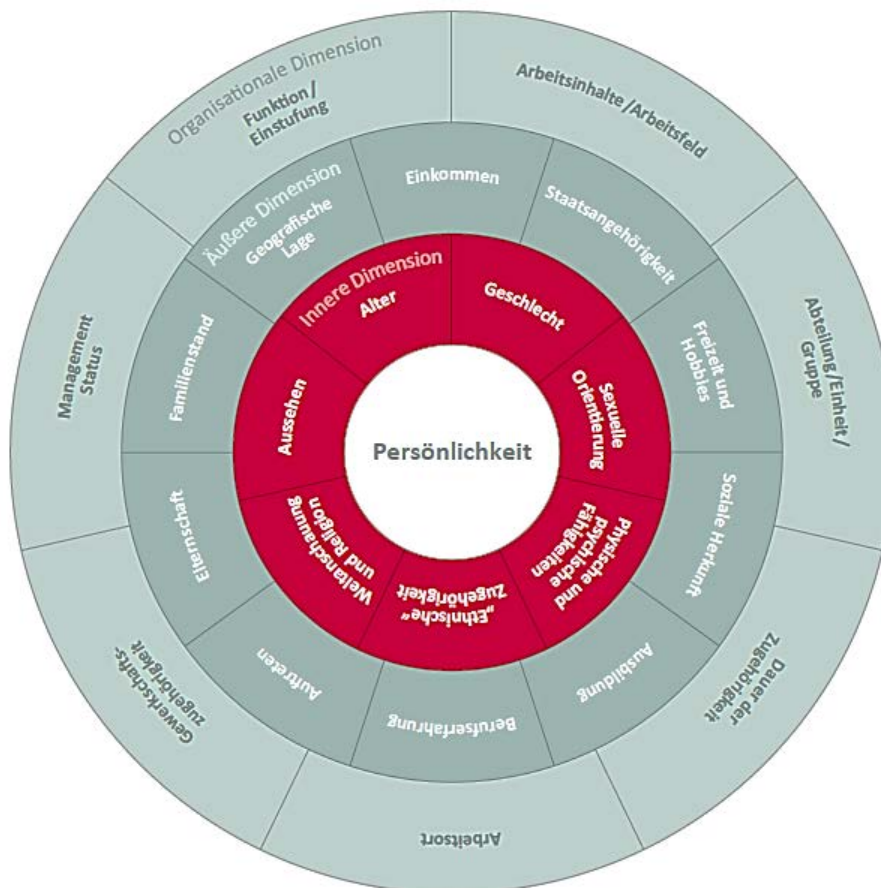 Organisationale Dimension
Funktion/
Einstufung
Arbeitsinhalte/Arbeitsfeld
Abteilung/Einheit/
Gruppe
Dauer der
Zugehörigkeit
Arbeitsort
Gewerkschafts-
zugehörigkeit
Management
Status
Äußere Dimension
Geografische
Lage
Einkommen
Staatsangehörigkeit
Freizeit und
Hobbies
Soziale Herkunft
Ausbildung
Berufserfahrung
Auftreten
Elternschaft
Familienstand
Innere Dimension
Alter
Geschlecht
Sexuelle
Orientierung
Physische und
psychische
Fähigkeiten
„Ethnische“
Zugehörigkeit
Weltanschauung
und Religion
Aussehen
Persönlichkeit